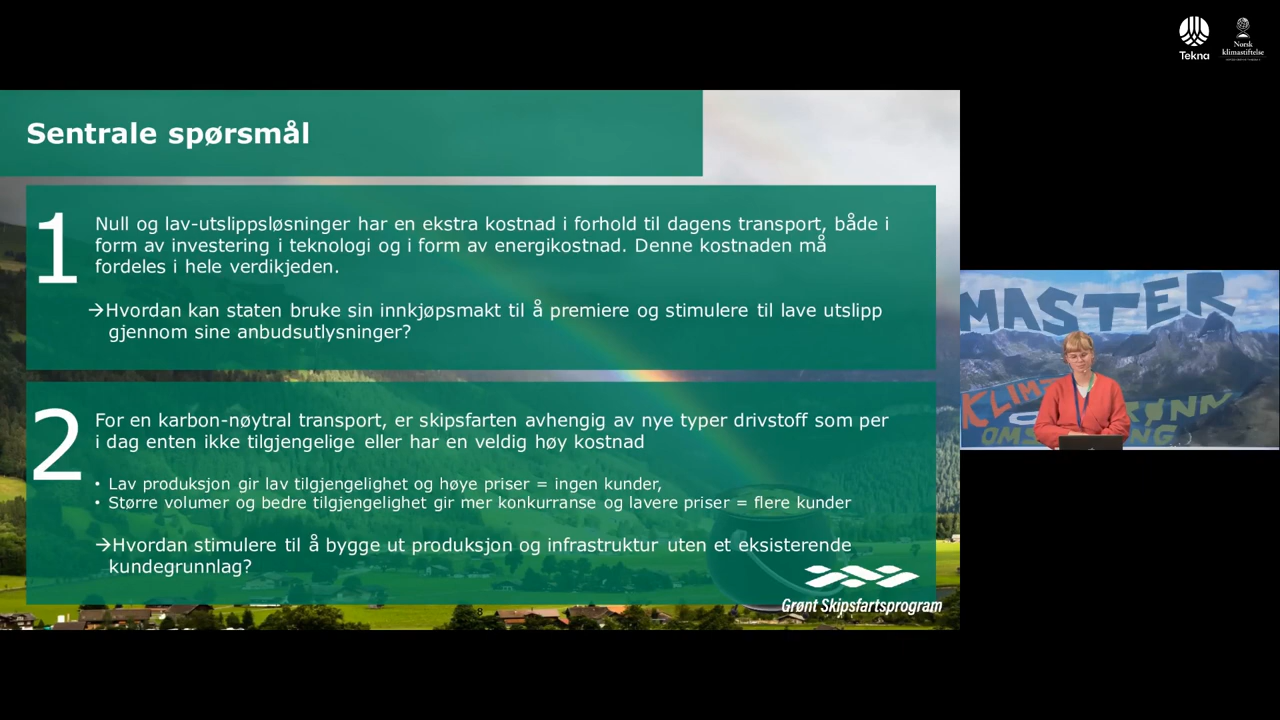 Tekna
Norsk
klimastiftelse
Sentrale spørsmål
1
Null og lav-utslippsløsninger har en ekstra kostnad i forhold til dagens transport, både i
form av investering i teknologi og i form av energikostnad. Denne kostnaden må
fordeles i hele verdikjeden.
→Hvordan kan staten bruke sin innkjøpsmakt til å premiere og stimulere til lave utslipp
gjennom sine anbudsutlysninger?
2
For en karbon-nøytral transport, er skipsfarten avhengig av nye typer drivstoff som per
i dag enten ikke tilgjengelige eller har en veldig høy kostnad
• Lav produksjon gir lav tilgjengelighet og høye priser = ingen kunder,
• Større volumer og bedre tilgjengelighet gir mer konkurranse og lavere priser = flere kunder
→Hvordan stimulere til å bygge ut produksjon og infrastruktur uten et eksisterende
kundegrunnlag?
8
Grønt Skipsfartsprogram
MASTER